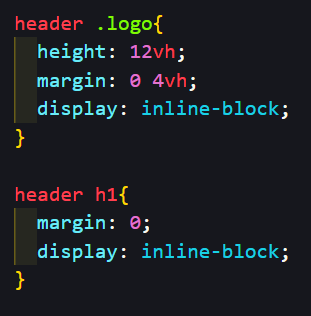 header .logo{
  height: 12vh;
  margin: 0 4vh;
  display: inline-block;
}

header h1{
  margin: 0;
  display: inline-block;
}